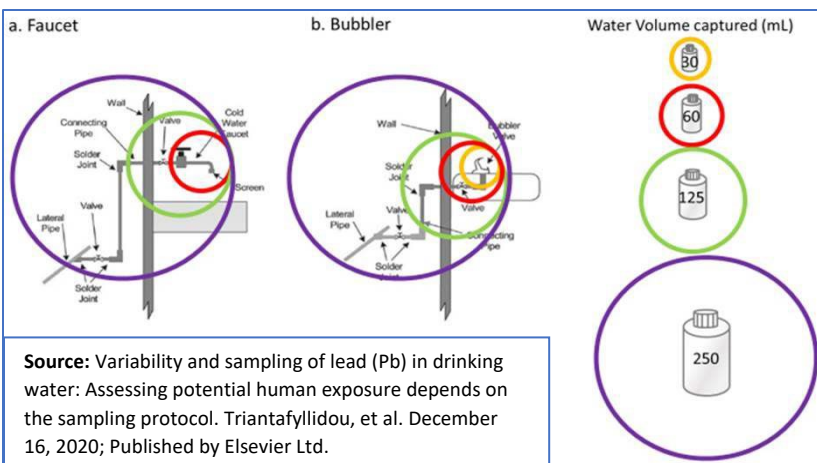 a. Faucet
b. Bubbler
Water Volume captured (mL)
Wall
Connecting
Pipe
Valve
Cold
Water
Faucet
Solder
Joint
Screen
Lateral
Pipe
Valve
Solder
Joint
Wall
Bubbler
Valve
Solder
Joint
Valve
Lateral
Pipe
Valve
Connecting
Pipe
Solder
Joint
30
60
125
250
Source: Variability and sampling of lead (Pb) in drinking
water: Assessing potential human exposure depends on
the sampling protocol. Triantafyllidou, et al. December
16, 2020; Published by Elsevier Ltd.